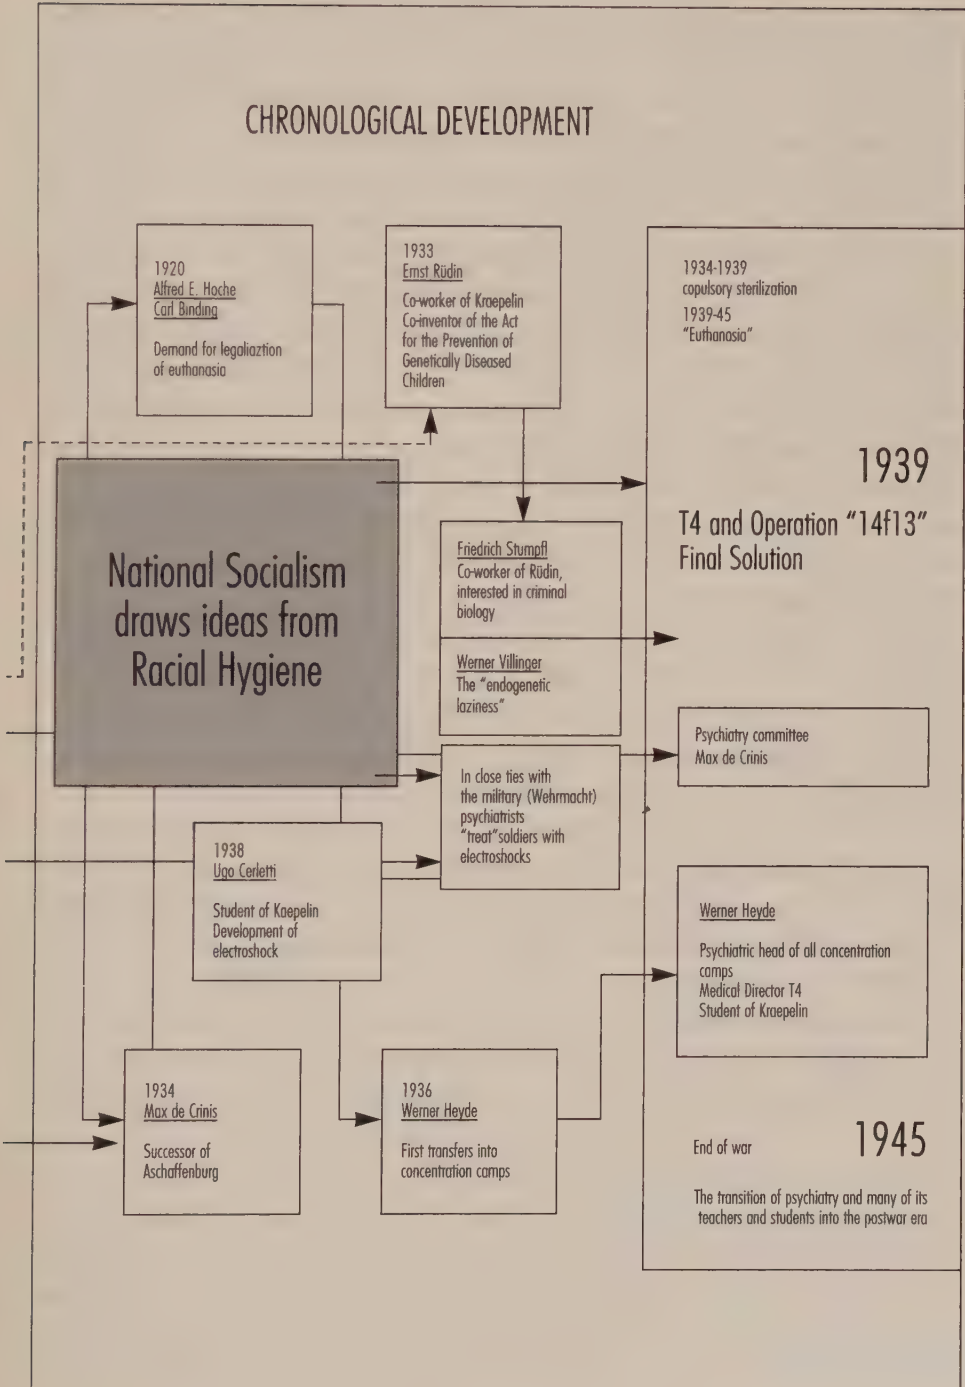 CHRONOLOGICAL DEVELOPMENT
1920
Alfred E. Hoche
Carl Binding
Demand for legaliaztion
of euthanasia
1933
Ernst Rüdin
Co-worker of Kraepelin
Co-inventor of the Act
for the Prevention of
Genetically Diseased
Children
1934-1939
copulsory sterilization
1939-45
"Euthanasia"
1939
T4 and Operation "14f13"
Final Solution
National Socialism
draws ideas from
Racial Hygiene
Friedrich Stumpfl
Co-worker of Rüdin,
interested in criminal
biology
Werner Villinger
The "endogenetic
laziness"
Psychiatry committee
Max de Crinis
In close ties with
the military (Wehrmacht)
psychiatrists
"treat"soldiers with
electroshocks
1938
Ugo Cerletti
Student of Kaepelin
Development of
electroshock
Werner Heyde
Psychiatric head of all concentration
camps
Medical Director T4
Student of Kraepelin
1934
Max de Crinis
Successor of
Aschaffenburg
1936
Werner Heyde
First transfers into
concentration camps
End of war 1945
The transition of psychiatry and many of its
teachers and students into the postwar era